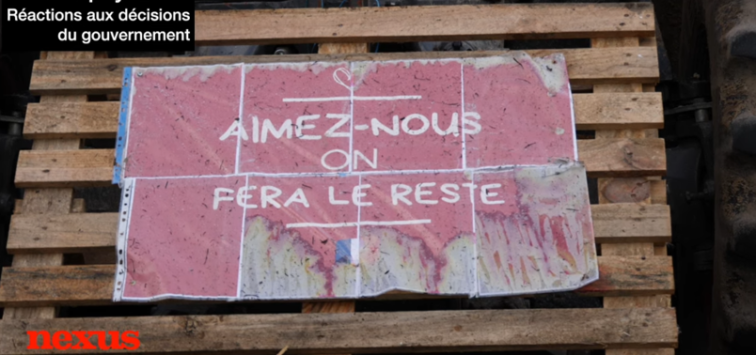 Réactions aux décisions
du gouvernement
AIMEZ-NOUS
ON
FERA LE RESTE
nexus